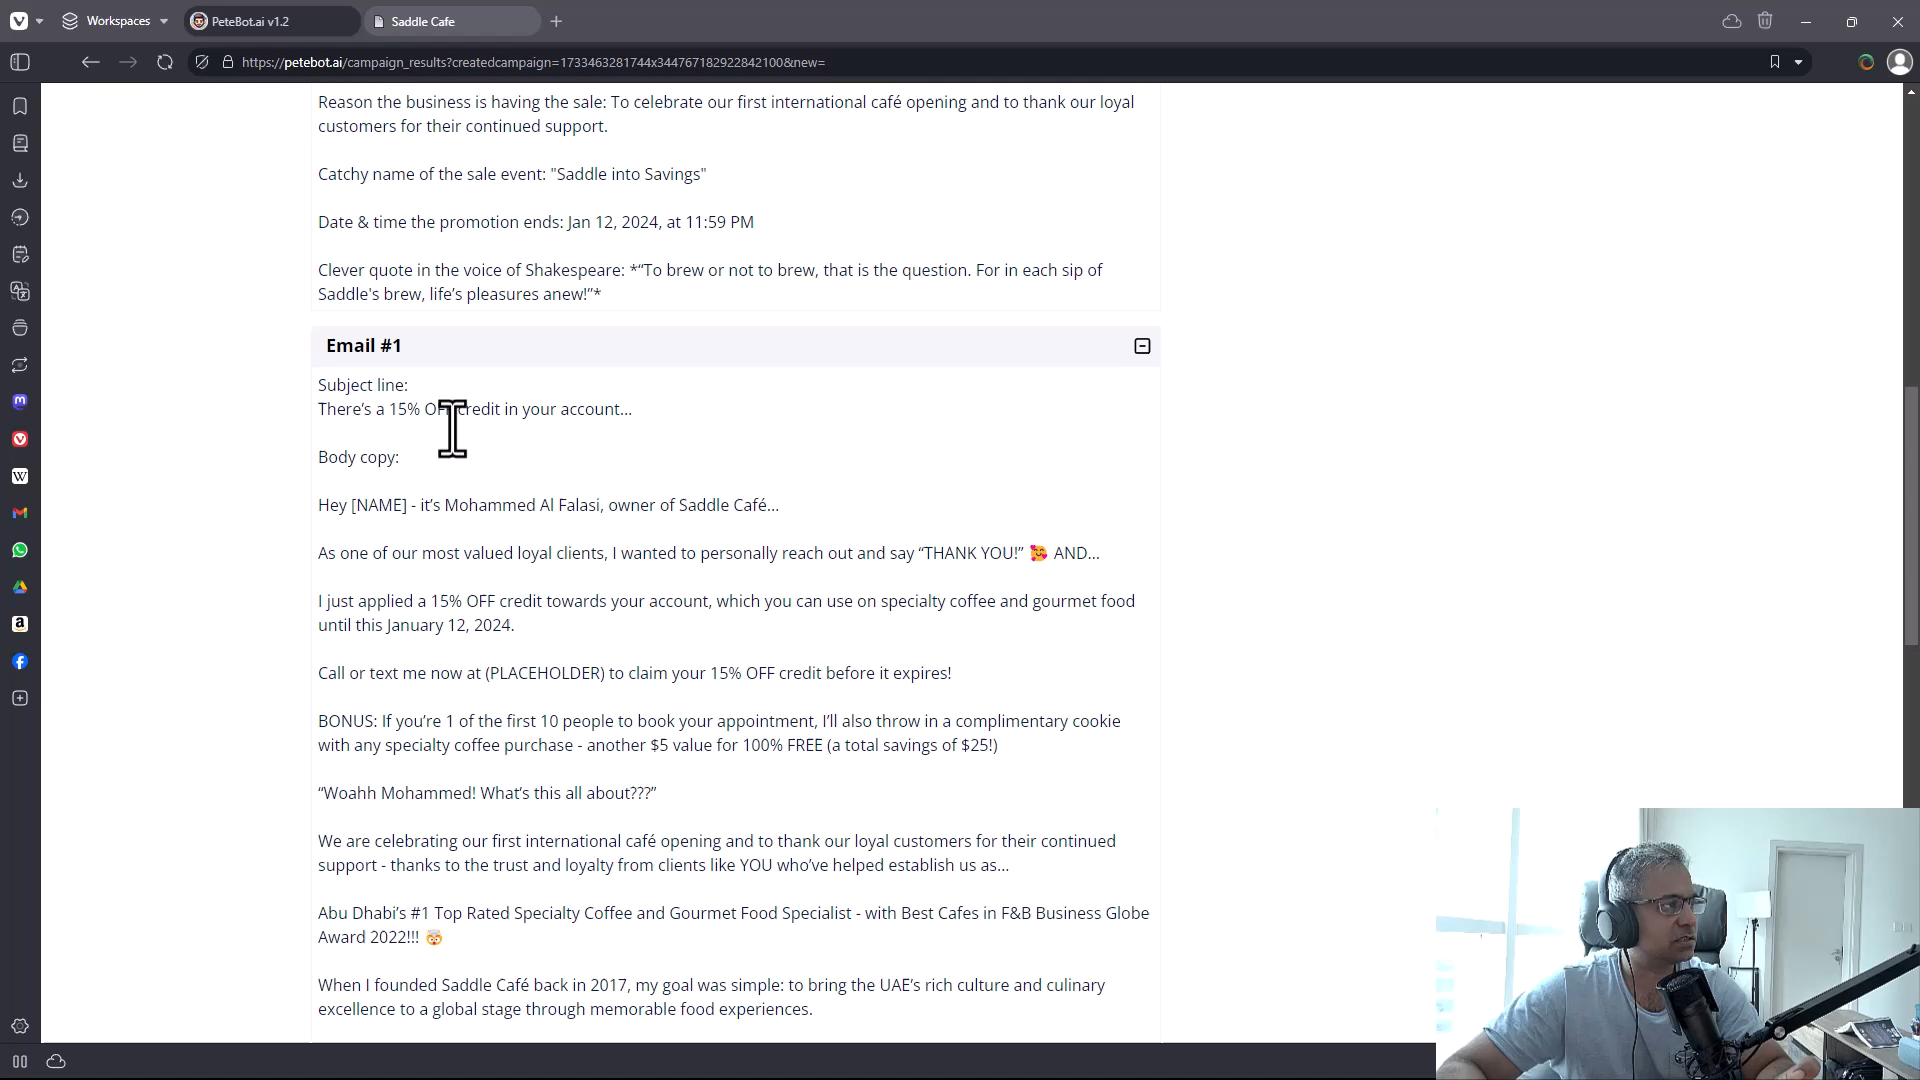 Workspaces
PeteBot.ai v1.2
Saddle Cafe
https://petebot.ai/campaign_results?createdcampaign=1733463281744x344767182922842100&new=
Reason the business is having the sale: To celebrate our first international café opening and to thank our loyal
customers for their continued support.
Catchy name of the sale event: "Saddle into Savings"
Date & time the promotion ends: Jan 12, 2024, at 11:59 PM
Clever quote in the voice of Shakespeare: *“To brew or not to brew, that is the question. For in each sip of
Saddle's brew, life’s pleasures anew!”*
Email #1
Subject line:
There’s a 15% OFF credit in your account...
Body copy:
Hey [NAME] - it’s Mohammed Al Falasi, owner of Saddle Café...
As one of our most valued loyal clients, I wanted to personally reach out and say “THANK YOU!” 🥰 AND...
I just applied a 15% OFF credit towards your account, which you can use on specialty coffee and gourmet food
until this January 12, 2024.
Call or text me now at (PLACEHOLDER) to claim your 15% OFF credit before it expires!
BONUS: If you’re 1 of the first 10 people to book your appointment, I’ll also throw in a complimentary cookie
with any specialty coffee purchase - another $5 value for 100% FREE (a total savings of $25!)
“Woahh Mohammed! What’s this all about???”
We are celebrating our first international café opening and to thank our loyal customers for their continued
support - thanks to the trust and loyalty from clients like YOU who’ve helped establish us as...
Abu Dhabi’s #1 Top Rated Specialty Coffee and Gourmet Food Specialist - with Best Cafes in F&B Business Globe
Award 2022!!! 🤯
When I founded Saddle Café back in 2017, my goal was simple: to bring the UAE’s rich culture and culinary
excellence to a global stage through memorable food experiences.